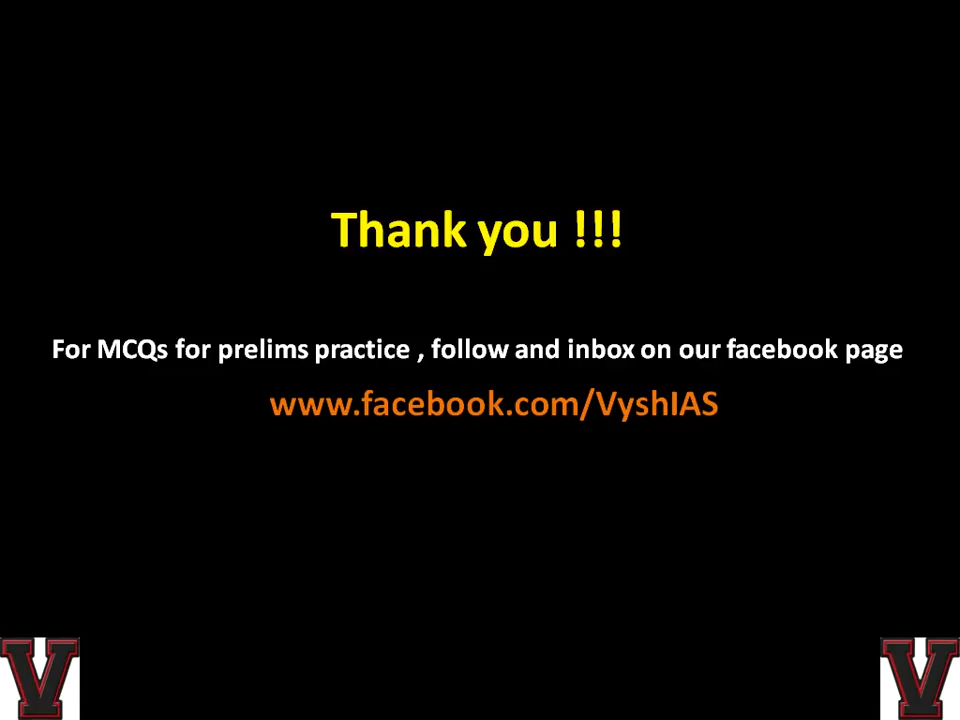 Thank you !!!
For MCQs for prelims practice , follow and inbox on our facebook page
www.facebook.com/VyshIAS
V V